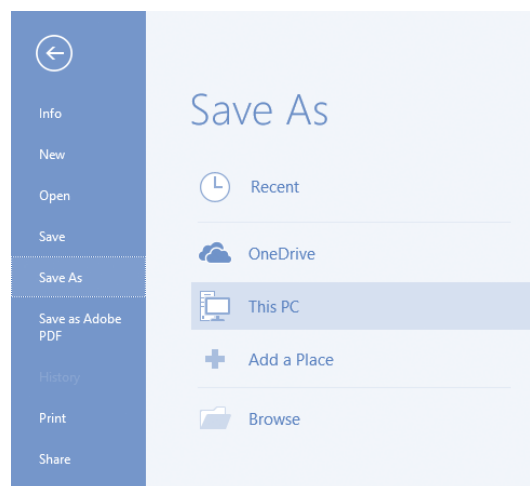 Info
New
Open
Save
Save As
Save as Adobe
PDF
History
Print
Share
Save As
Recent
OneDrive
This PC
Add a Place
Browse